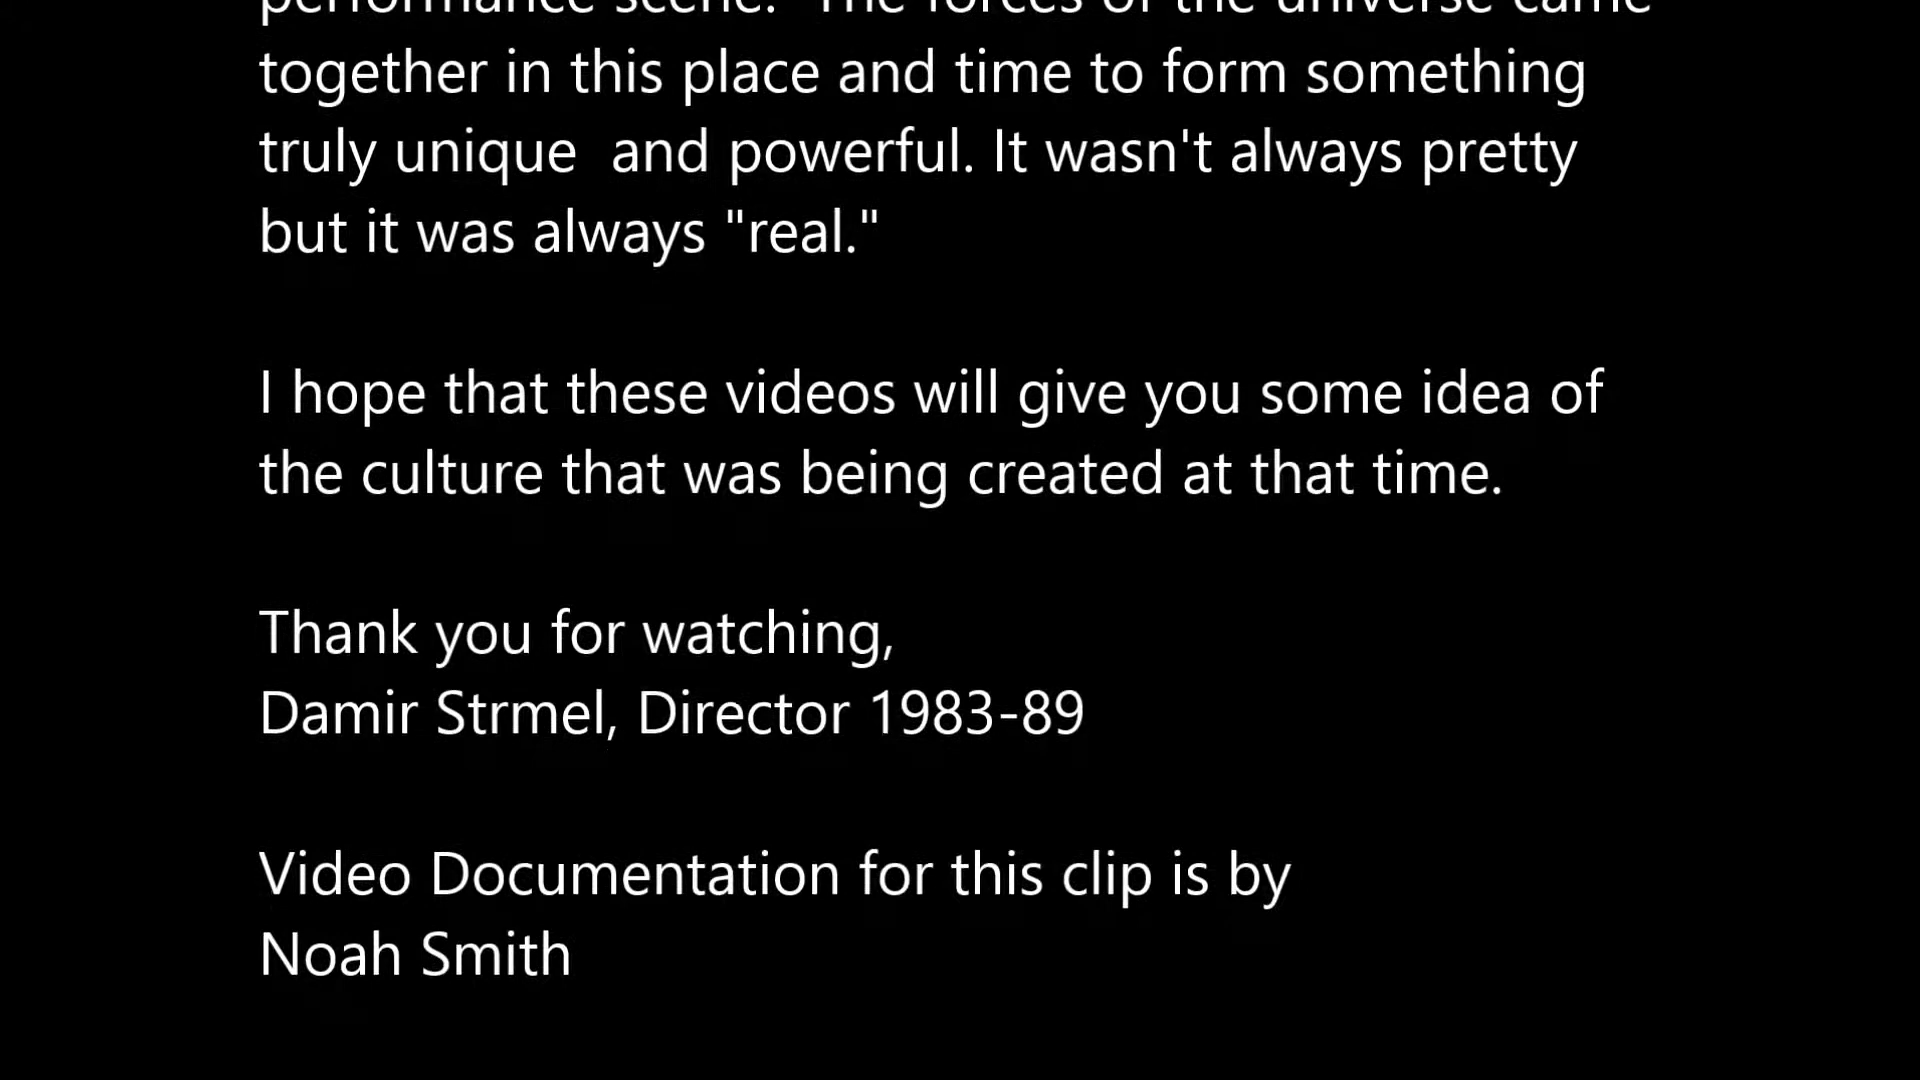 performance scene. The forces of the universe came
together in this place and time to form something
truly unique  and powerful. It wasn't always pretty
but it was always "real."
I hope that these videos will give you some idea of
the culture that was being created at that time.
Thank you for watching,
Damir Strmel, Director 1983-89
Video Documentation for this clip is by
Noah Smith